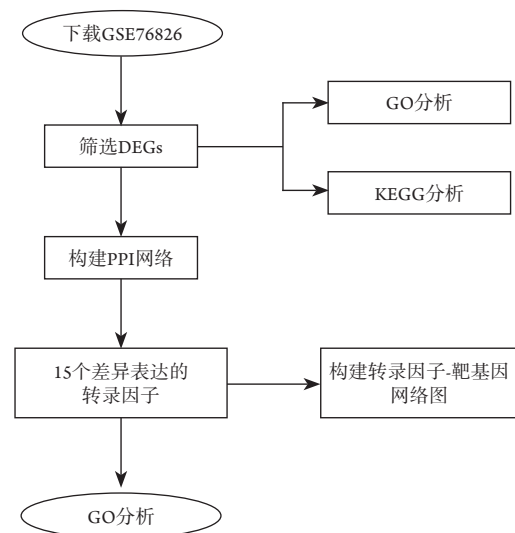 下载GSE76826
筛选DEGs
GO分析
KEGG分析
构建PPI网络
15个差异表达的
转录因子
构建转录因子-靶基因
网络图
GO分析